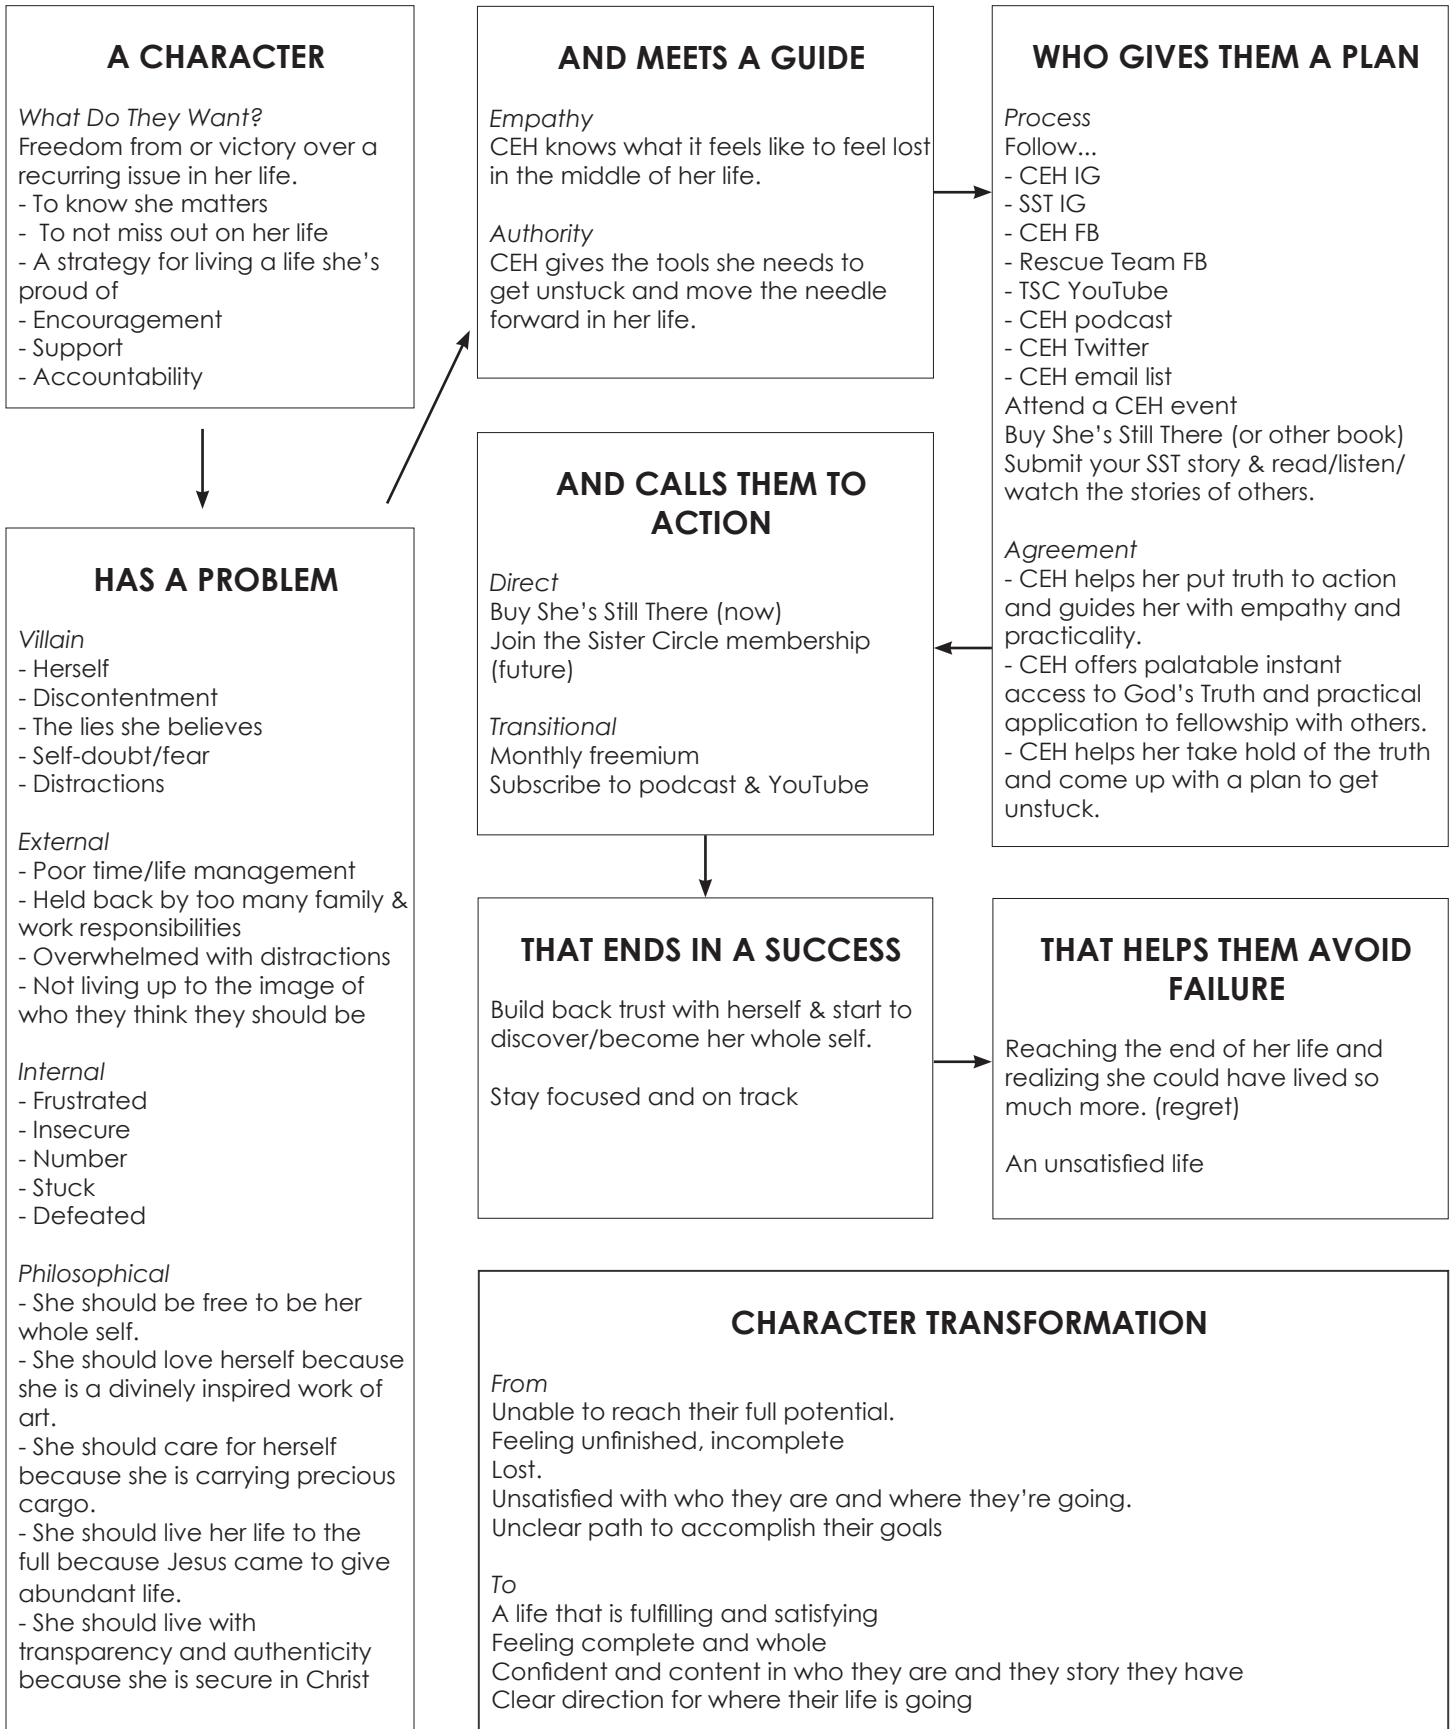 A CHARACTER
What Do They Want?
Freedom from or victory over a
recurring issue in her life.
- To know she matters
-  To not miss out on her life
- A strategy for living a life she’s
proud of
- Encouragement
- Support
- Accountability
HAS A PROBLEM
Villain
- Herself
- Discontentment
- The lies she believes
- Self-doubt/fear
- Distractions
External
- Poor time/life management
- Held back by too many family &
work responsibilities
- Overwhelmed with distractions
- Not living up to the image of
who they think they should be
Internal
- Frustrated
- Insecure
- Number
- Stuck
- Defeated
Philosophical
- She should be free to be her
whole self.
- She should love herself because
she is a divinely inspired work of
art.
- She should care for herself
because she is carrying precious
cargo.
- She should live her life to the
full because Jesus came to give
abundant life.
- She should live with
transparency and authenticity
because she is secure in Christ
AND MEETS A GUIDE
Empathy
CEH knows what it feels like to feel lost
in the middle of her life.
Authority
CEH gives the tools she needs to
get unstuck and move the needle
forward in her life.
WHO GIVES THEM A PLAN
Process
Follow...
- CEH IG
- SST IG
- CEH FB
- Rescue Team FB
- TSC YouTube
- CEH podcast
- CEH Twitter
- CEH email list
Attend a CEH event
Buy She’s Still There (or other book)
Submit your SST story & read/listen/
watch the stories of others.
Agreement
- CEH helps her put truth to action
and guides her with empathy and
practicality.
- CEH offers palatable instant
access to God’s Truth and practical
application to fellowship with others.
- CEH helps her take hold of the truth
and come up with a plan to get
unstuck.
AND CALLS THEM TO
ACTION
Direct
Buy She’s Still There (now)
Join the Sister Circle membership
(future)
Transitional
Monthly freemium
Subscribe to podcast & YouTube
THAT ENDS IN A SUCCESS
Build back trust with herself & start to
discover/become her whole self.
Stay focused and on track
THAT HELPS THEM AVOID
FAILURE
Reaching the end of her life and
realizing she could have lived so
much more. (regret)
An unsatisfied life
CHARACTER TRANSFORMATION
From
Unable to reach their full potential.
Feeling unfinished, incomplete
Lost.
Unsatisfied with who they are and where they’re going.
Unclear path to accomplish their goals
To
A life that is fulfilling and satisfying
Feeling complete and whole
Confident and content in who they are and they story they have
Clear direction for where their life is going